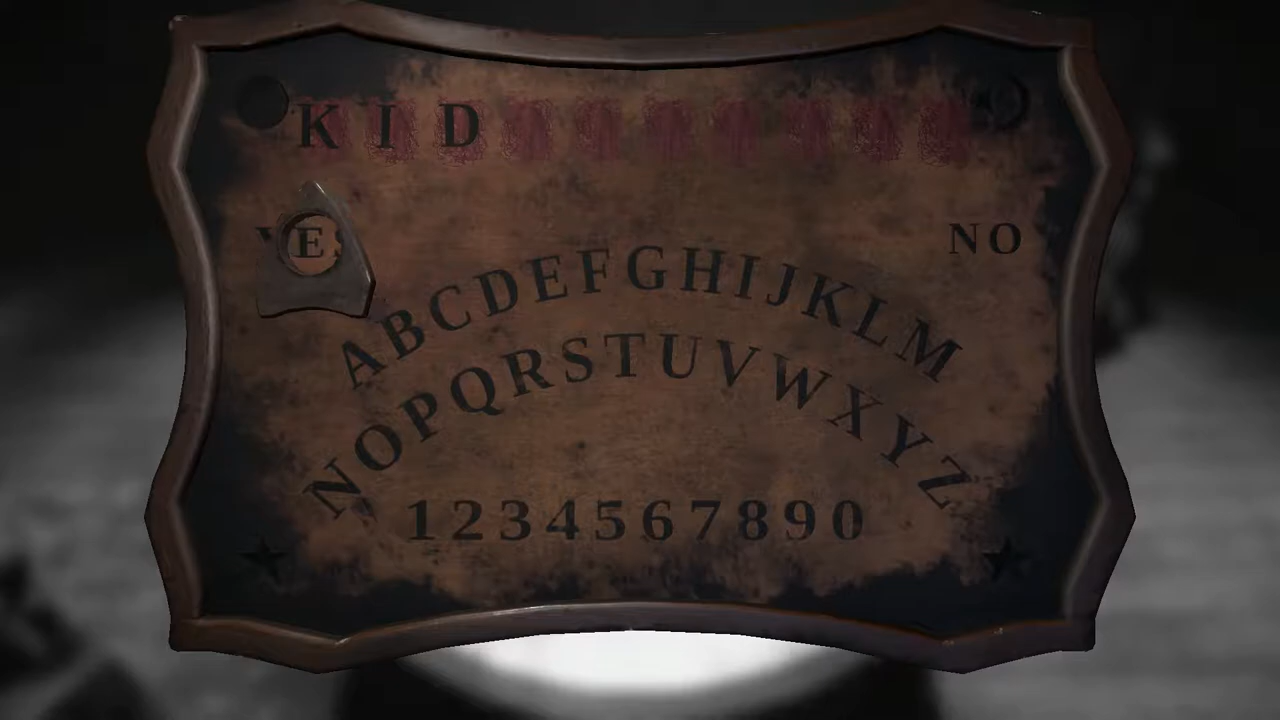 KID
YES NO
ABCDEFGHIJKLM
NOPQRSTUVWXYZ
1234567890